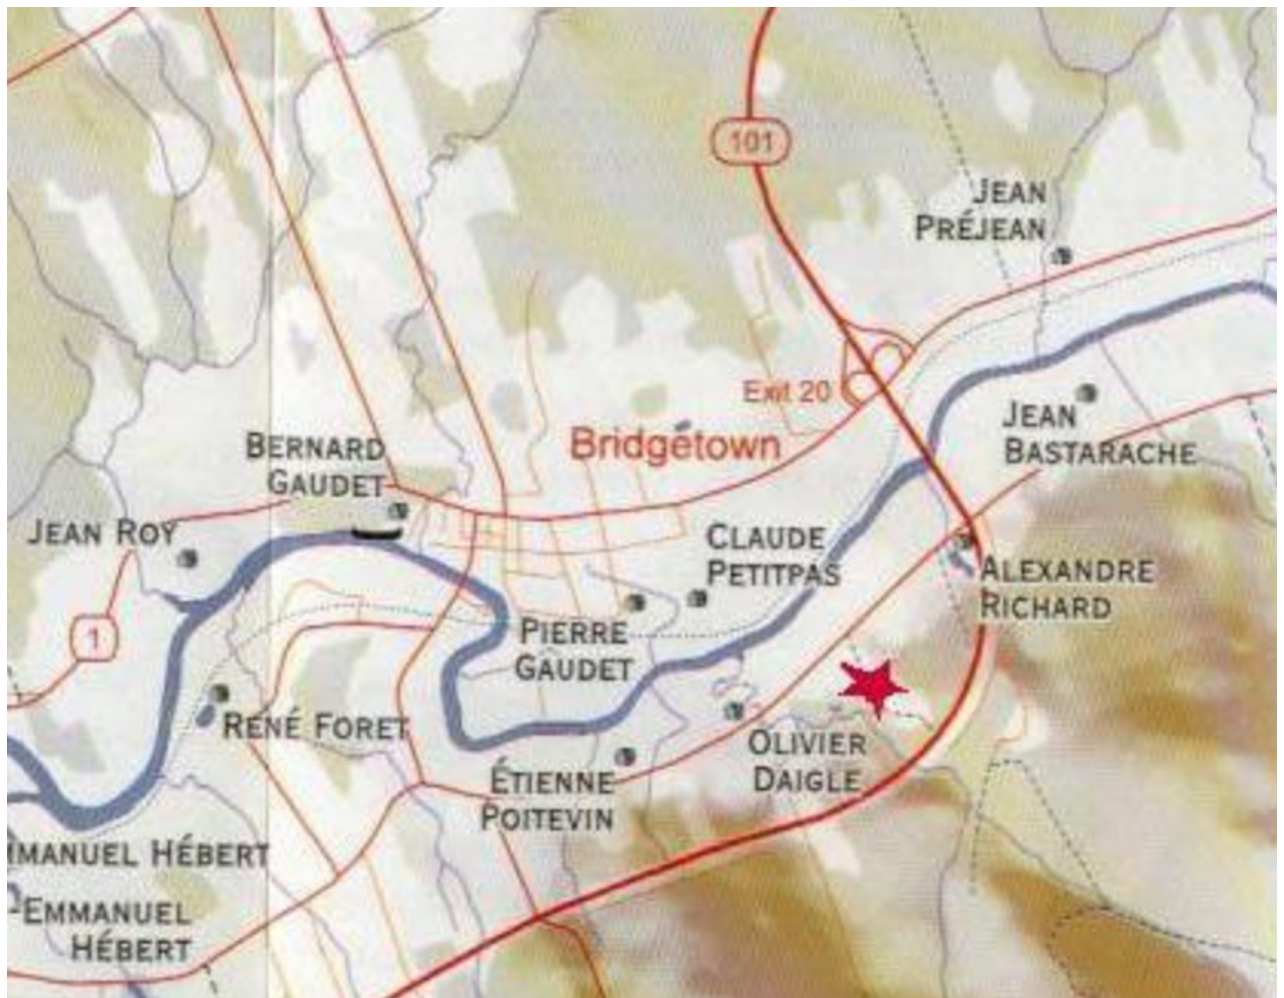 101
JEAN
PRÉJEAN
Exit 20
JEAN
BASTARACHE
Bridgetown
BERNARD
GAUDET
JEAN ROY
CLAUDE
PETITPAS
ALEXANDRE
RICHARD
1
PIERRE
GAUDET
RENÉ FORET
OLIVIER
DAIGLE
ÉTIENNE
POITEVIN
MMANUEL HÉBERT
EMMANUEL
HÉBERT